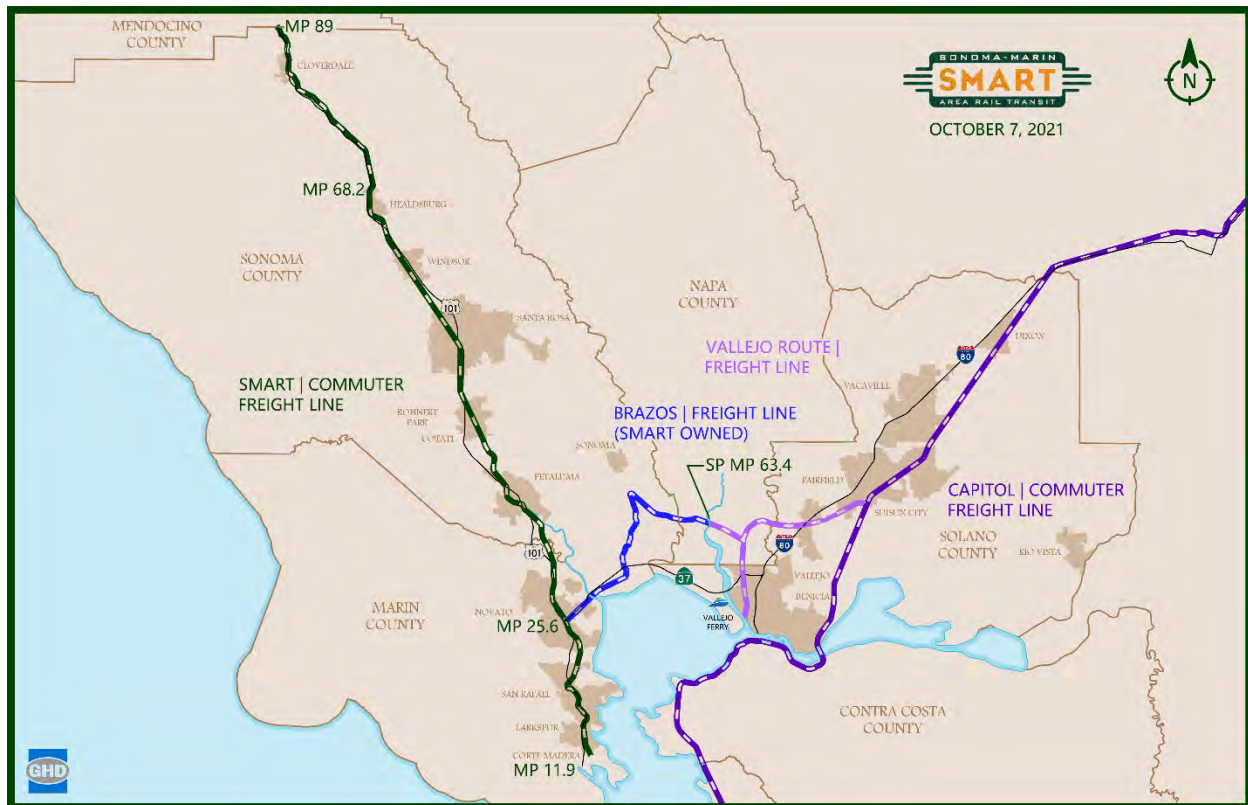 MENDOCINO
COUNTY
MP 89
CLOVERDALE
SONOMA-MARIN
SMART
AREA RAIL TRANSIT
OCTOBER 7, 2021
N
MP 68.2
HEALDSBURG
SONOMA
COUNTY
WINDSOR
101
SANTA ROSA
NAPA
COUNTY
VALLEJO ROUTE |
FREIGHT LINE
80
DIXON
VACAVILLE
SMART | COMMUTER
FREIGHT LINE
ROHNERT
PARK
COTATI
BRAZOS | FREIGHT LINE
(SMART OWNED)
SONOMA
SP MP 63.4
PETALUMA
FAIRFIELD
CAPITOL | COMMUTER
FREIGHT LINE
SUISUN CITY
SOLANO
COUNTY
RIO VISTA
101
80
37
VALLEJO
BENICIA
MARIN
COUNTY
NOVATO
MP 25.6
VALLEJO
FERRY
SAN RAFAEL
LARKSPUR
CORTE MADERA
MP 11.9
CONTRA COSTA
COUNTY
GHD